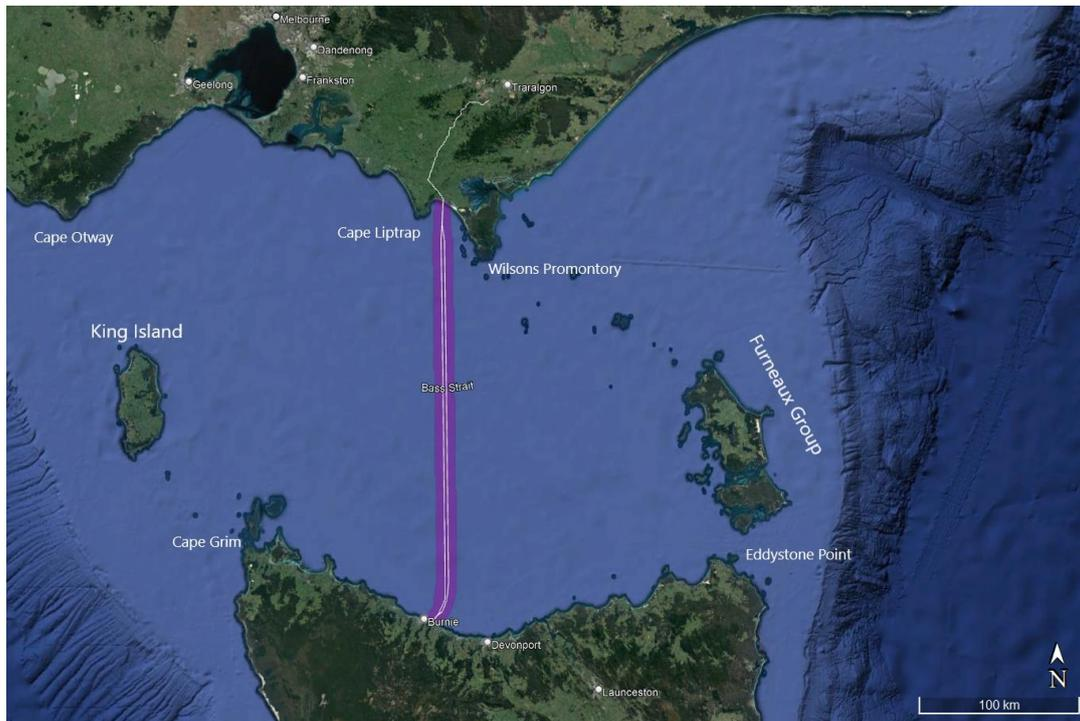 Melbourne
Dandenong
Frankston
Geelong
Traralgon
Cape Otway
Cape Liptrap
Wilsons Promontory
King Island
Furneaux Group
Bass Strait
Cape Grim
Eddystone Point
Burnie
Devonport
N
Launceston
100 km